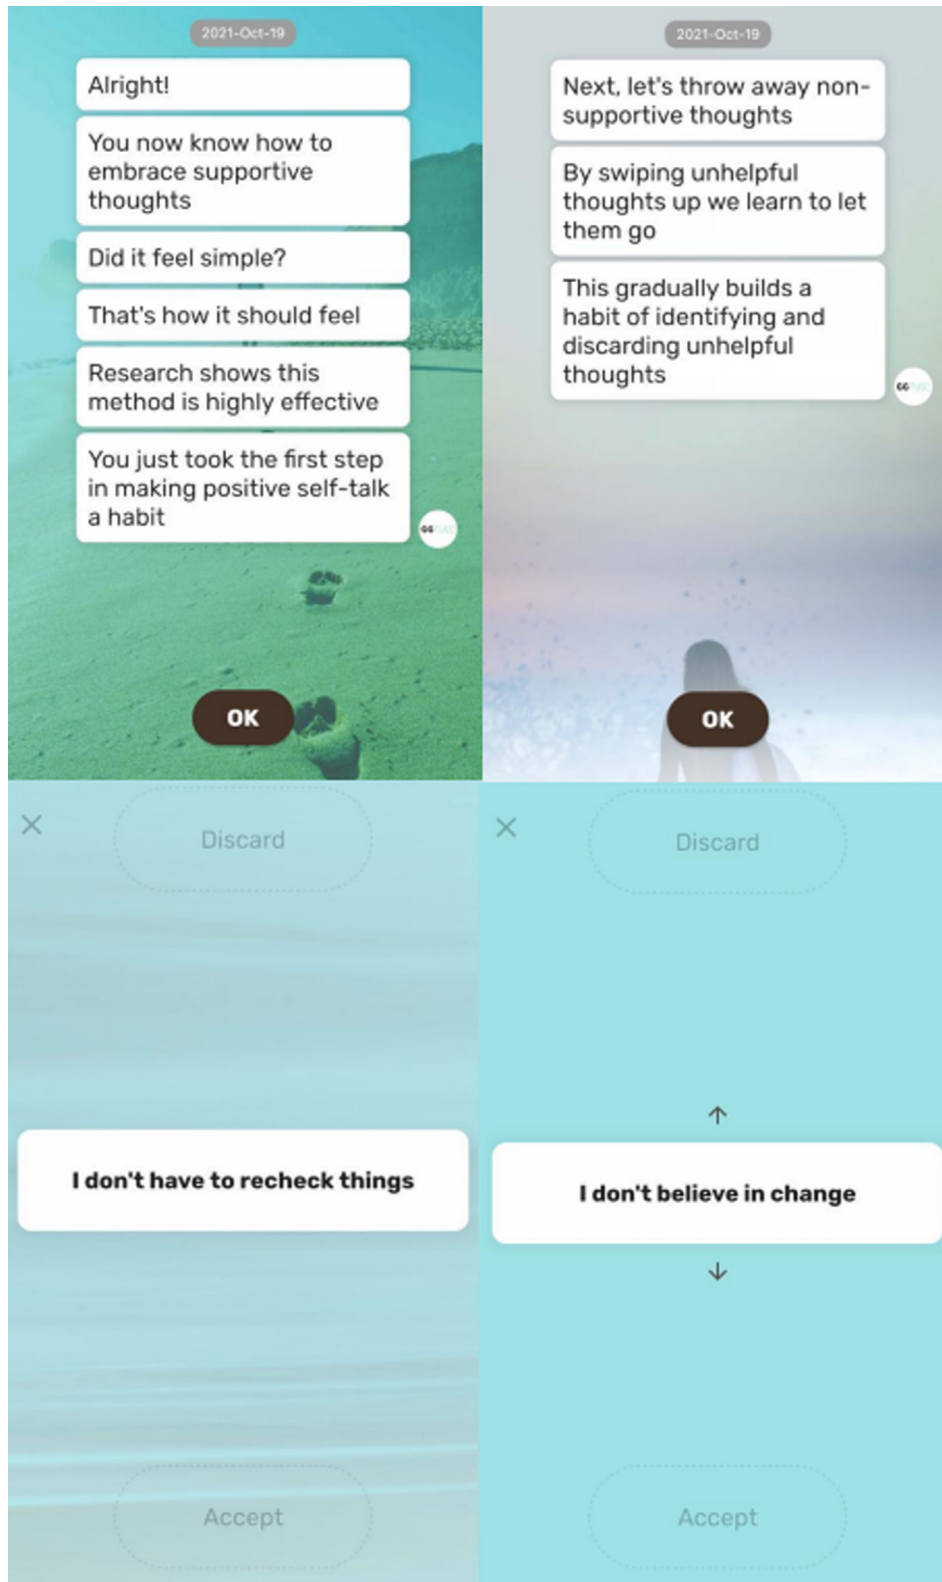 2021-Oct-19
Alright!
You now know how to
embrace supportive
thoughts
Did it feel simple?
That's how it should feel
Research shows this
method is highly effective
You just took the first step
in making positive self-talk
a habit
OK
2021-Oct-19
Next, let's throw away non-
supportive thoughts
By swiping unhelpful
thoughts up we learn to let
them go
This gradually builds a
habit of identifying and
discarding unhelpful
thoughts
OK
Discard
I don't have to recheck things
Accept
Discard
I don't believe in change
Accept